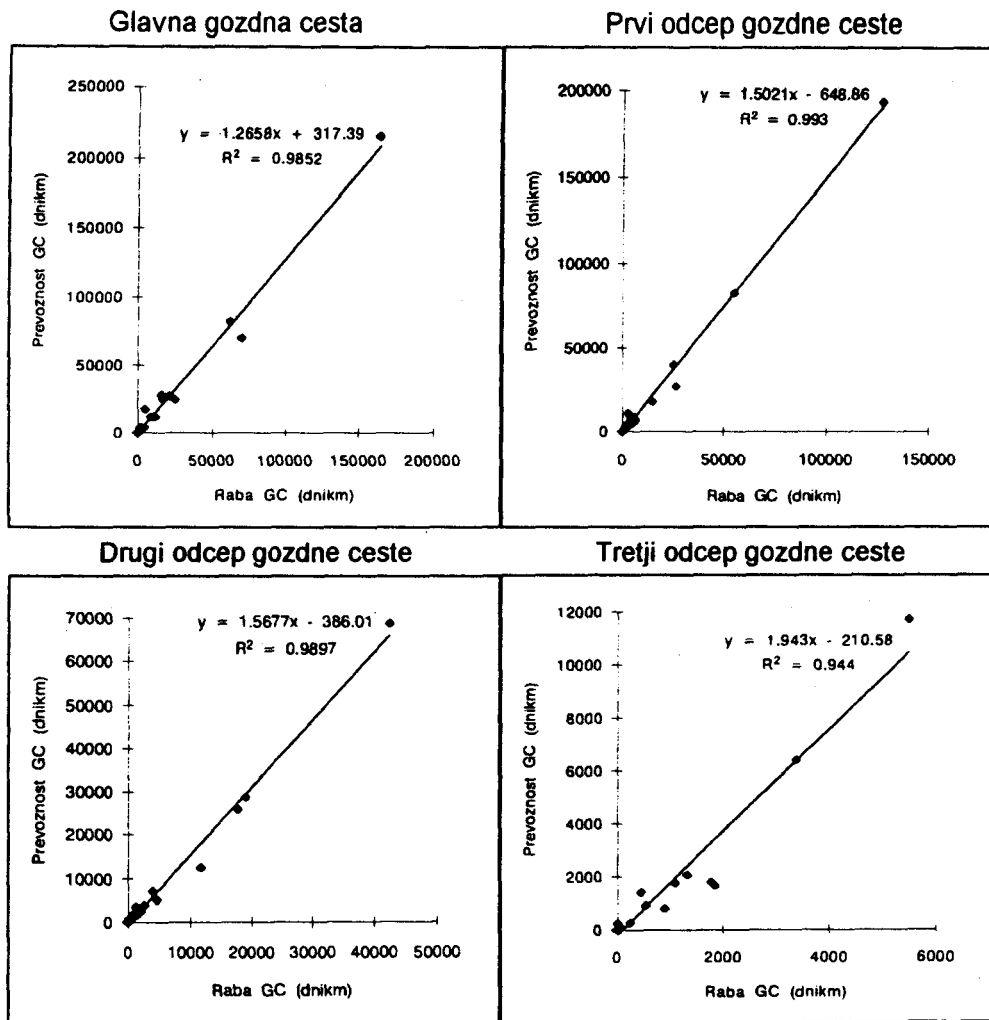 Glavna gozdna cesta
250000
200000
150000
100000
50000
0
Prevoznost GC (dnikm)
y = 1.2658x + 317.39
R² = 0.9852
0 50000 100000 150000 200000
Raba GC (dnikm)
Prvi odcep gozdne ceste
200000
150000
100000
50000
0
Prevoznost GC (dnikm)
y = 1.5021x - 648.86
R² = 0.993
0 50000 100000 150000
Raba GC (dnikm)
Drugi odcep gozdne ceste
70000
60000
50000
40000
30000
20000
10000
0
Prevoznost GC (dnikm)
y = 1.5677x - 386.01
R² = 0.9897
0 10000 20000 30000 40000 50000
Raba GC (dnikm)
Tretji odcep gozdne ceste
12000
10000
8000
6000
4000
2000
0
Prevoznost GC (dnikm)
y = 1.943x - 210.58
R² = 0.944
0 2000 4000 6000
Raba GC (dnikm)